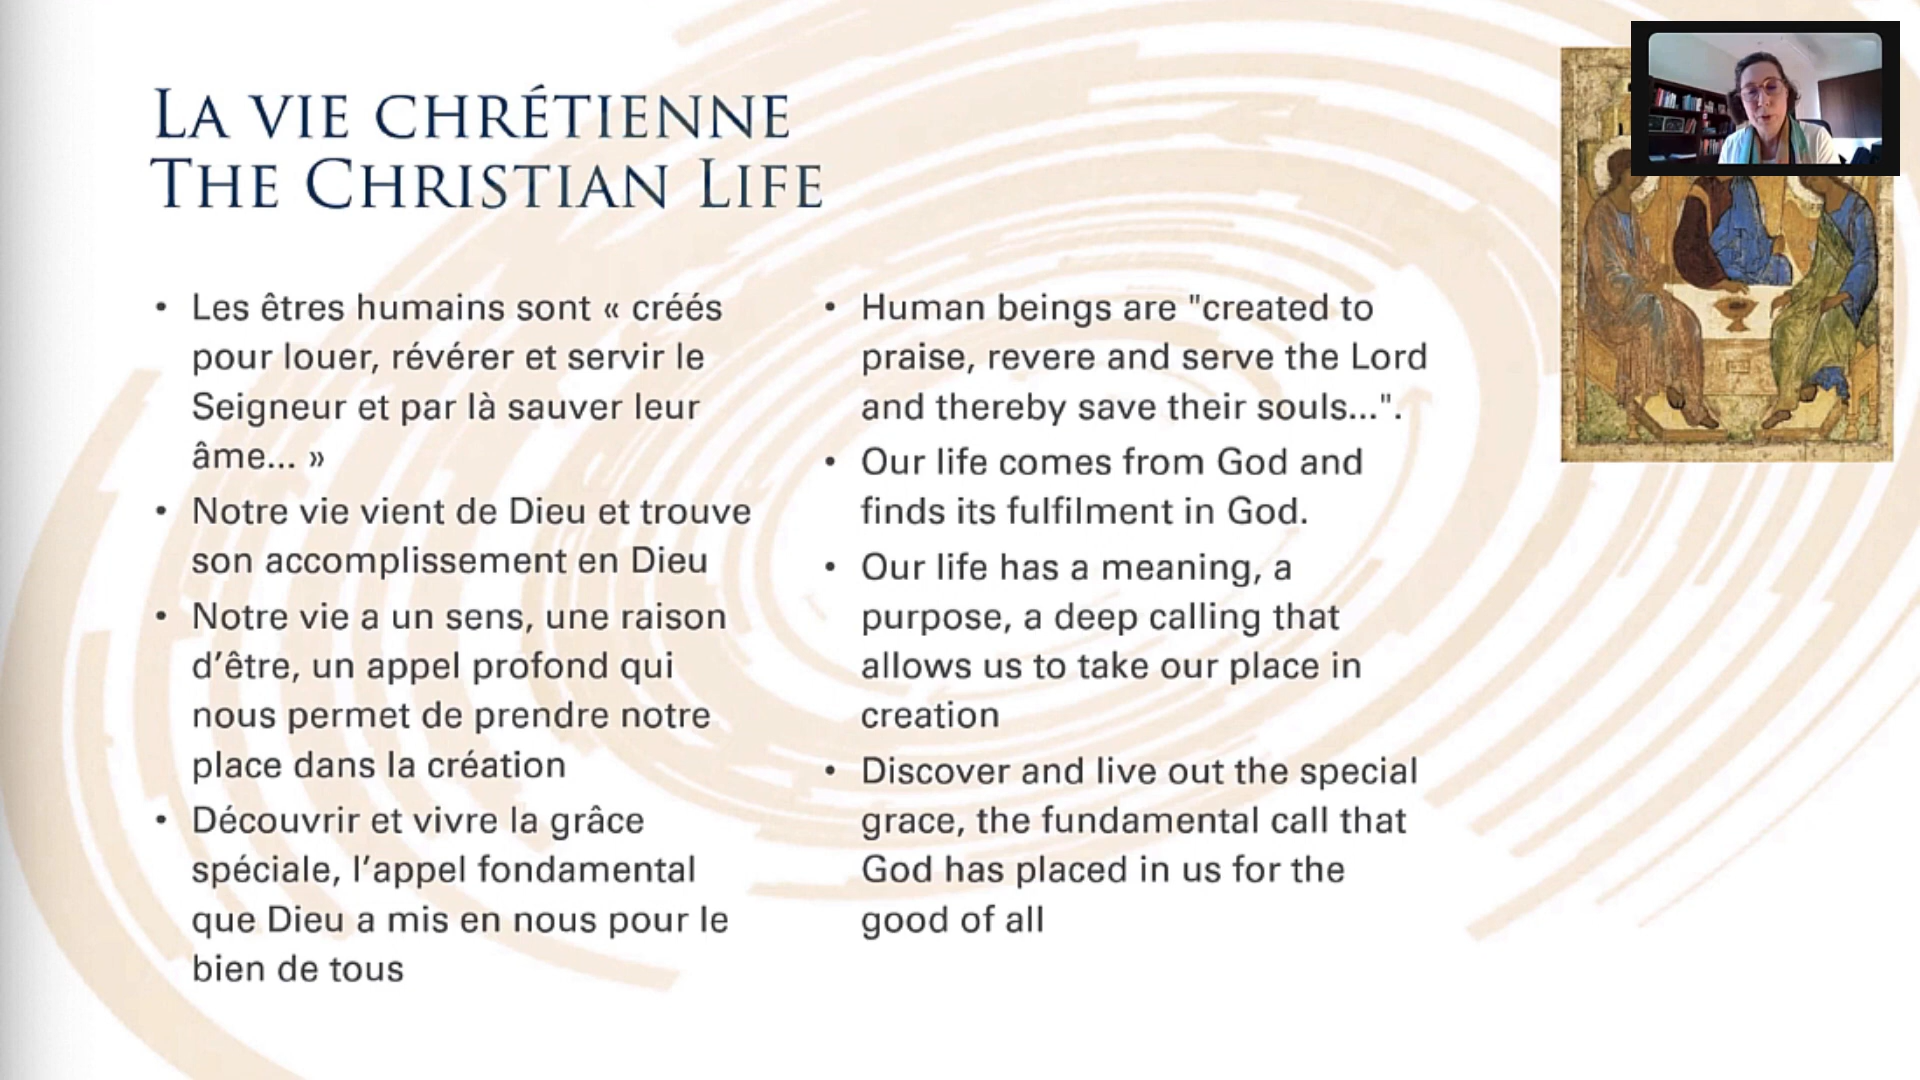 LA VIE CHRÉTIENNE
THE CHRISTIAN LIFE
• Les êtres humains sont « créés
pour louer, révérer et servir le
Seigneur et par là sauver leur
âme... »
• Notre vie vient de Dieu et trouve
son accomplissement en Dieu
• Notre vie a un sens, une raison
d’être, un appel profond qui
nous permet de prendre notre
place dans la création
• Découvrir et vivre la grâce
spéciale, l’appel fondamental
que Dieu a mis en nous pour le
bien de tous
• Human beings are "created to
praise, revere and serve the Lord
and thereby save their souls...".
• Our life comes from God and
finds its fulfilment in God.
• Our life has a meaning, a
purpose, a deep calling that
allows us to take our place in
creation
• Discover and live out the special
grace, the fundamental call that
God has placed in us for the
good of all